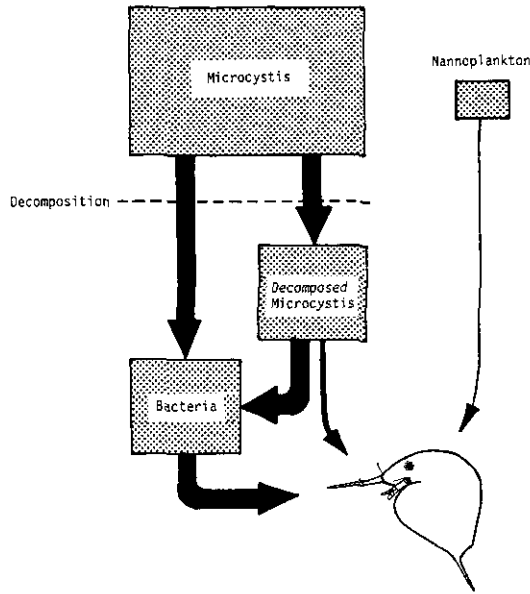 Microcystis
Nannoplankton
Decomposition
Decomposed
Microcystis
Bacteria